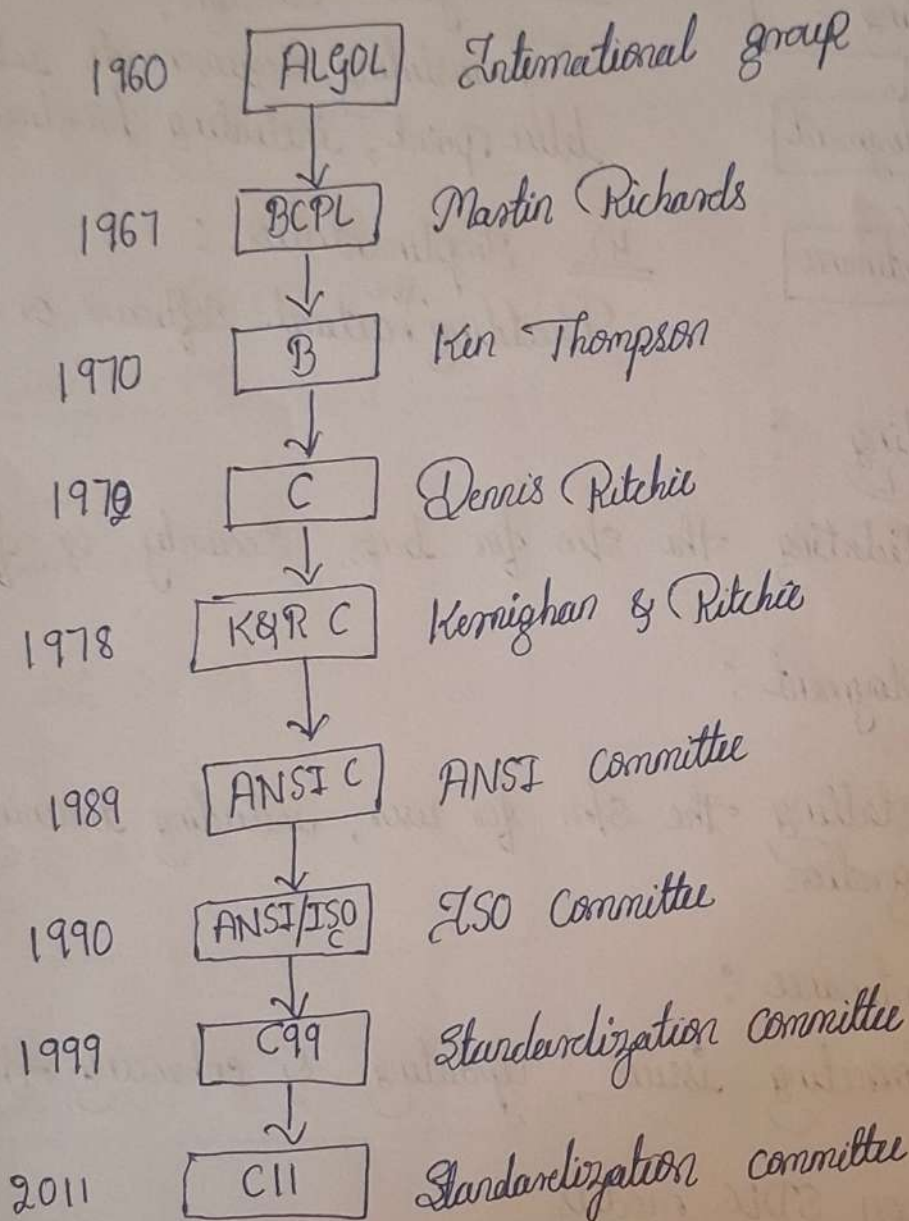 1960 ALGOL International group
1967 BCPL Martin Richards
1970 B Ken Thompson
1972 C Dennis Ritchie
1978 K&R C Kernighan & Ritchie
1989 ANSI C ANSI committee
1990 ANSI/ISO C ISO Committee
1999 C99 Standardization committee
2011 C11 Standardization committee